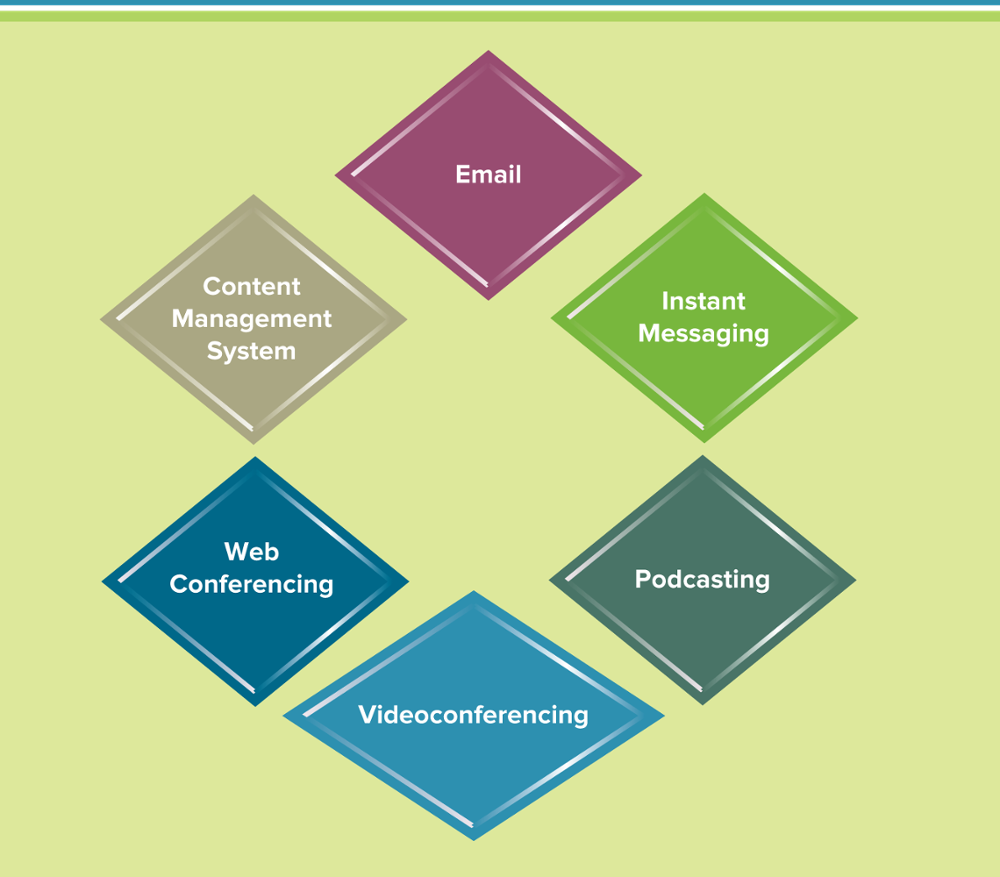 Email
Content
Management
System
Instant
Messaging
Web
Conferencing
Podcasting
Videoconferencing